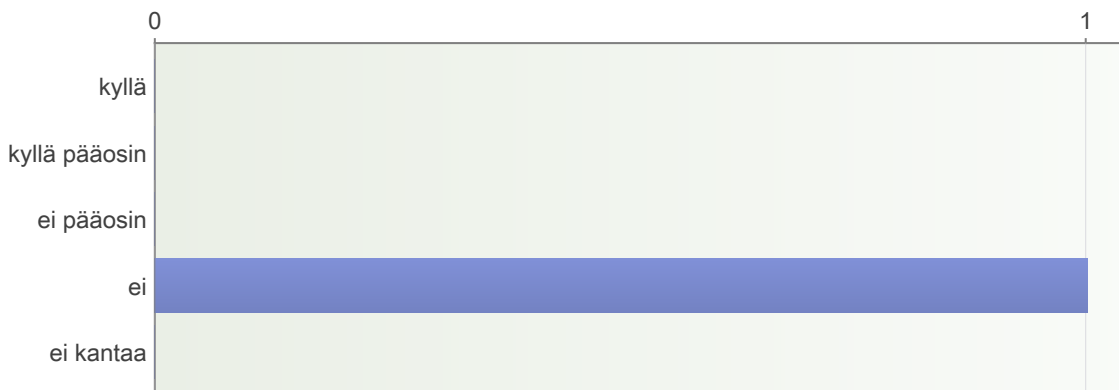 0 1
kyllä
kyllä pääosin
ei pääosin
ei
ei kantaa